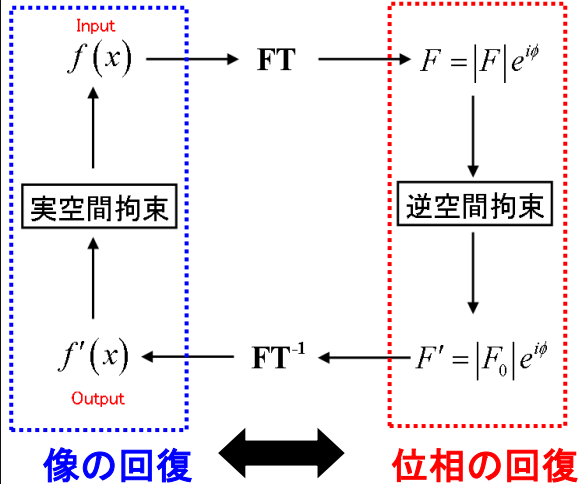 Input
f(x)
FT
F = |F|e^{iϕ}
実空間拘束
逆空間拘束
f′(x)
FT^{-1}
F′ = |F_0|e^{iϕ}
Output
像の回復
位相の回復